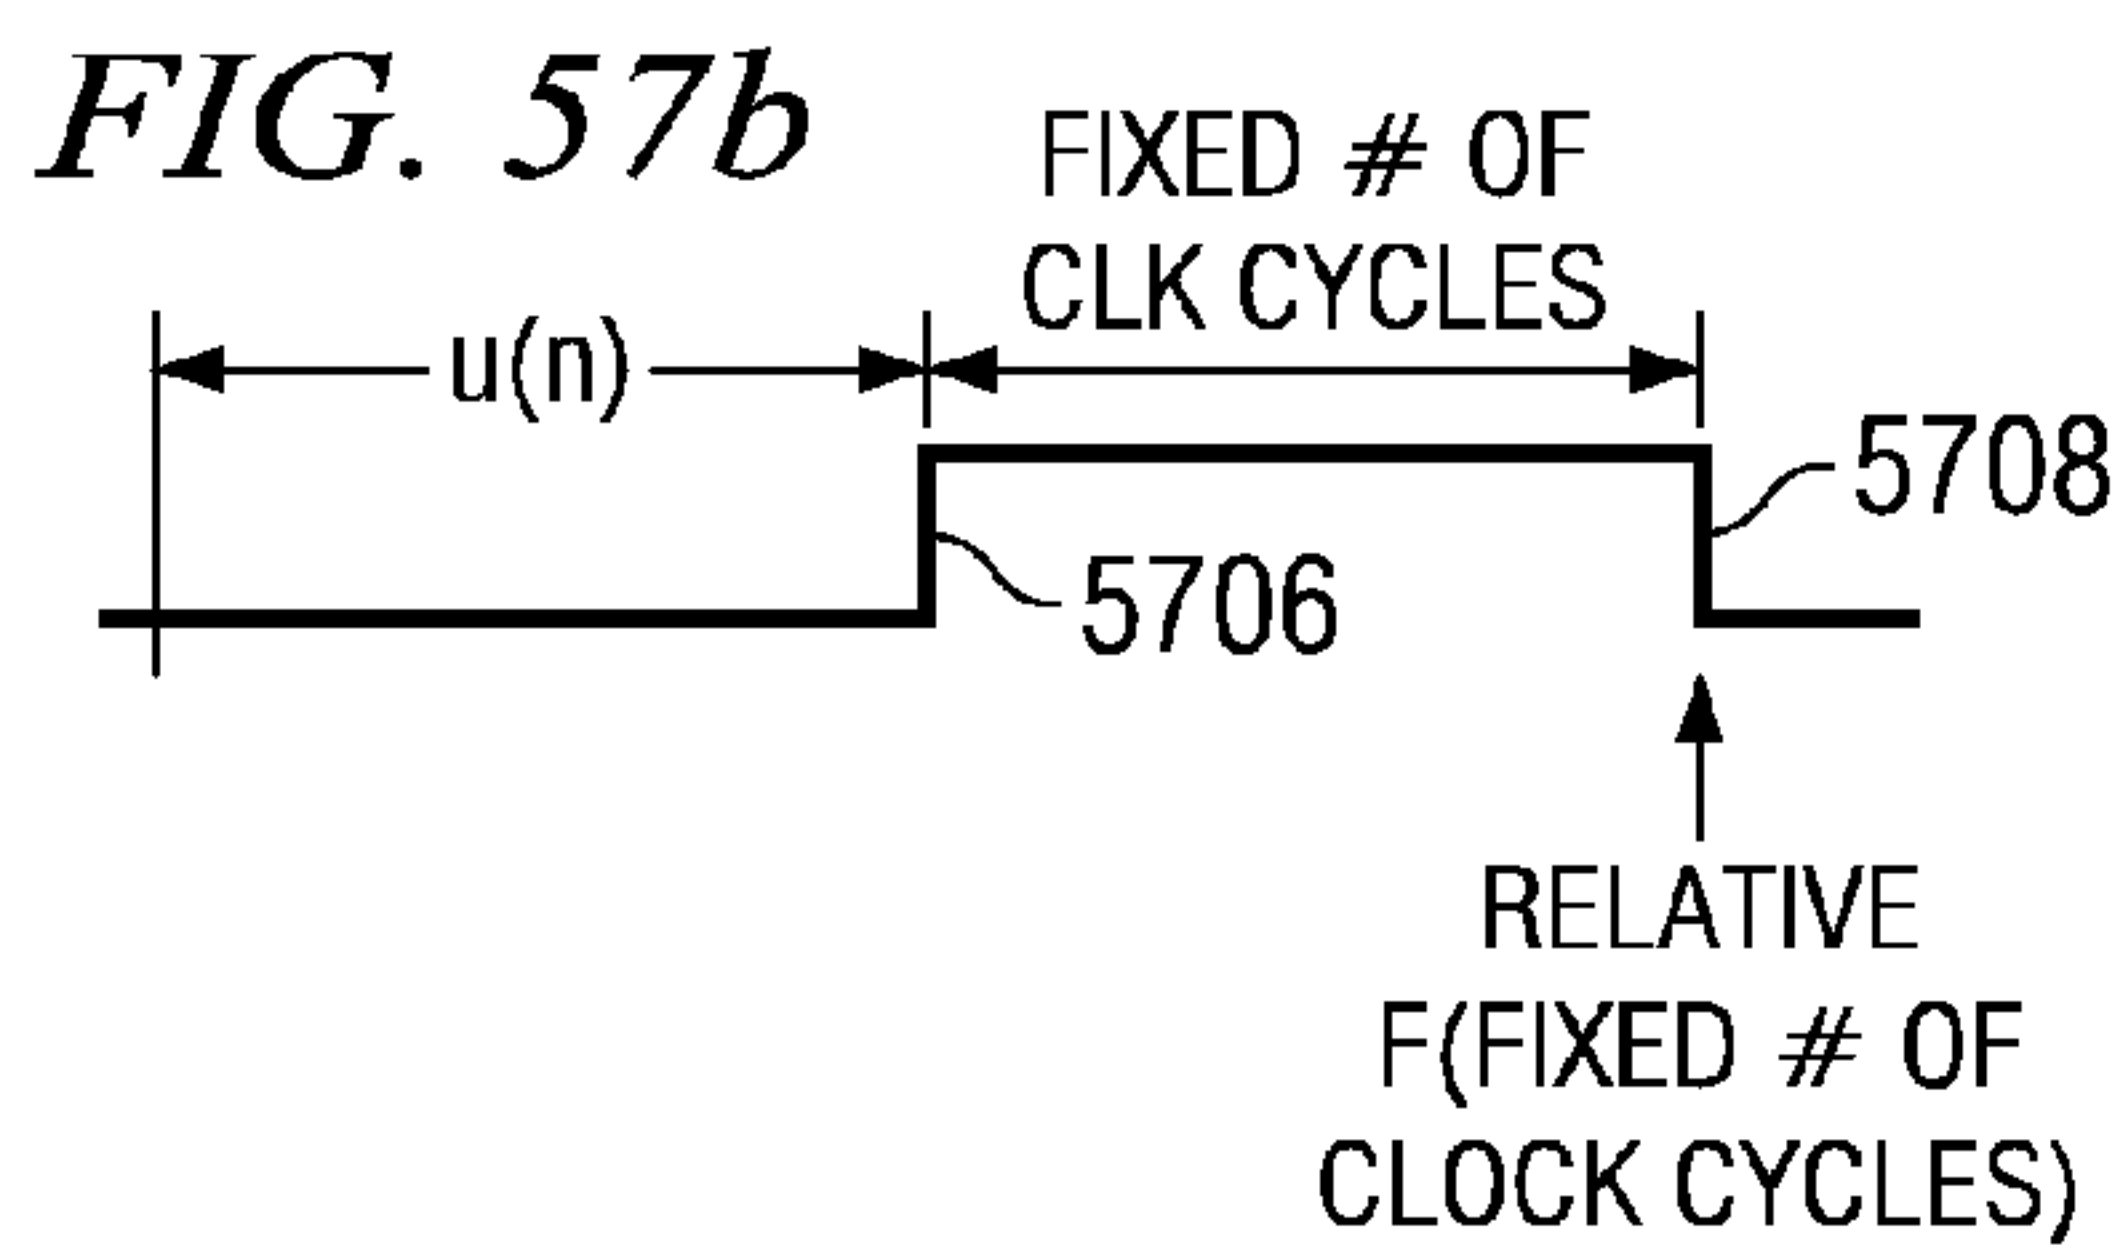 FIG. 57b
FIXED # OF
CLK CYCLES
u(n)
5708
5706
RELATIVE
F(FIXED # OF
CLOCK CYCLES)